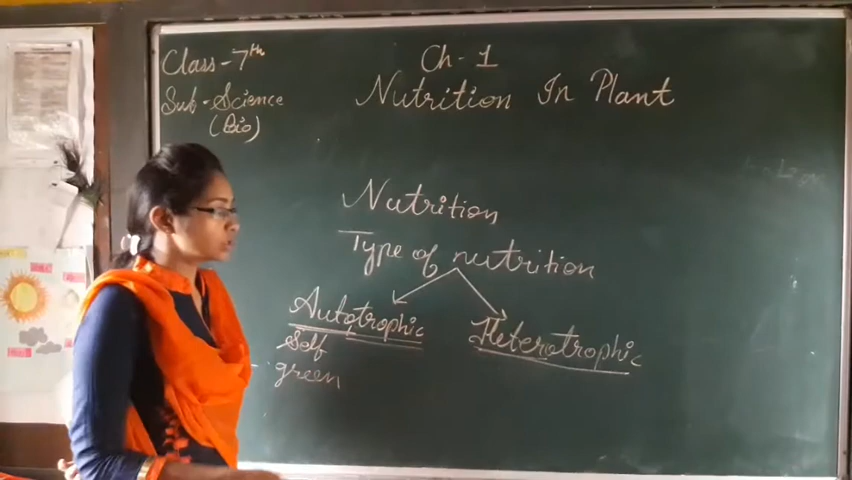 Class-7th
Sub-Science
(Bio)
Ch-1
Nutrition In Plant
Nutrition
Type of nutrition
Autotrophic
Heterotrophic
Self
green